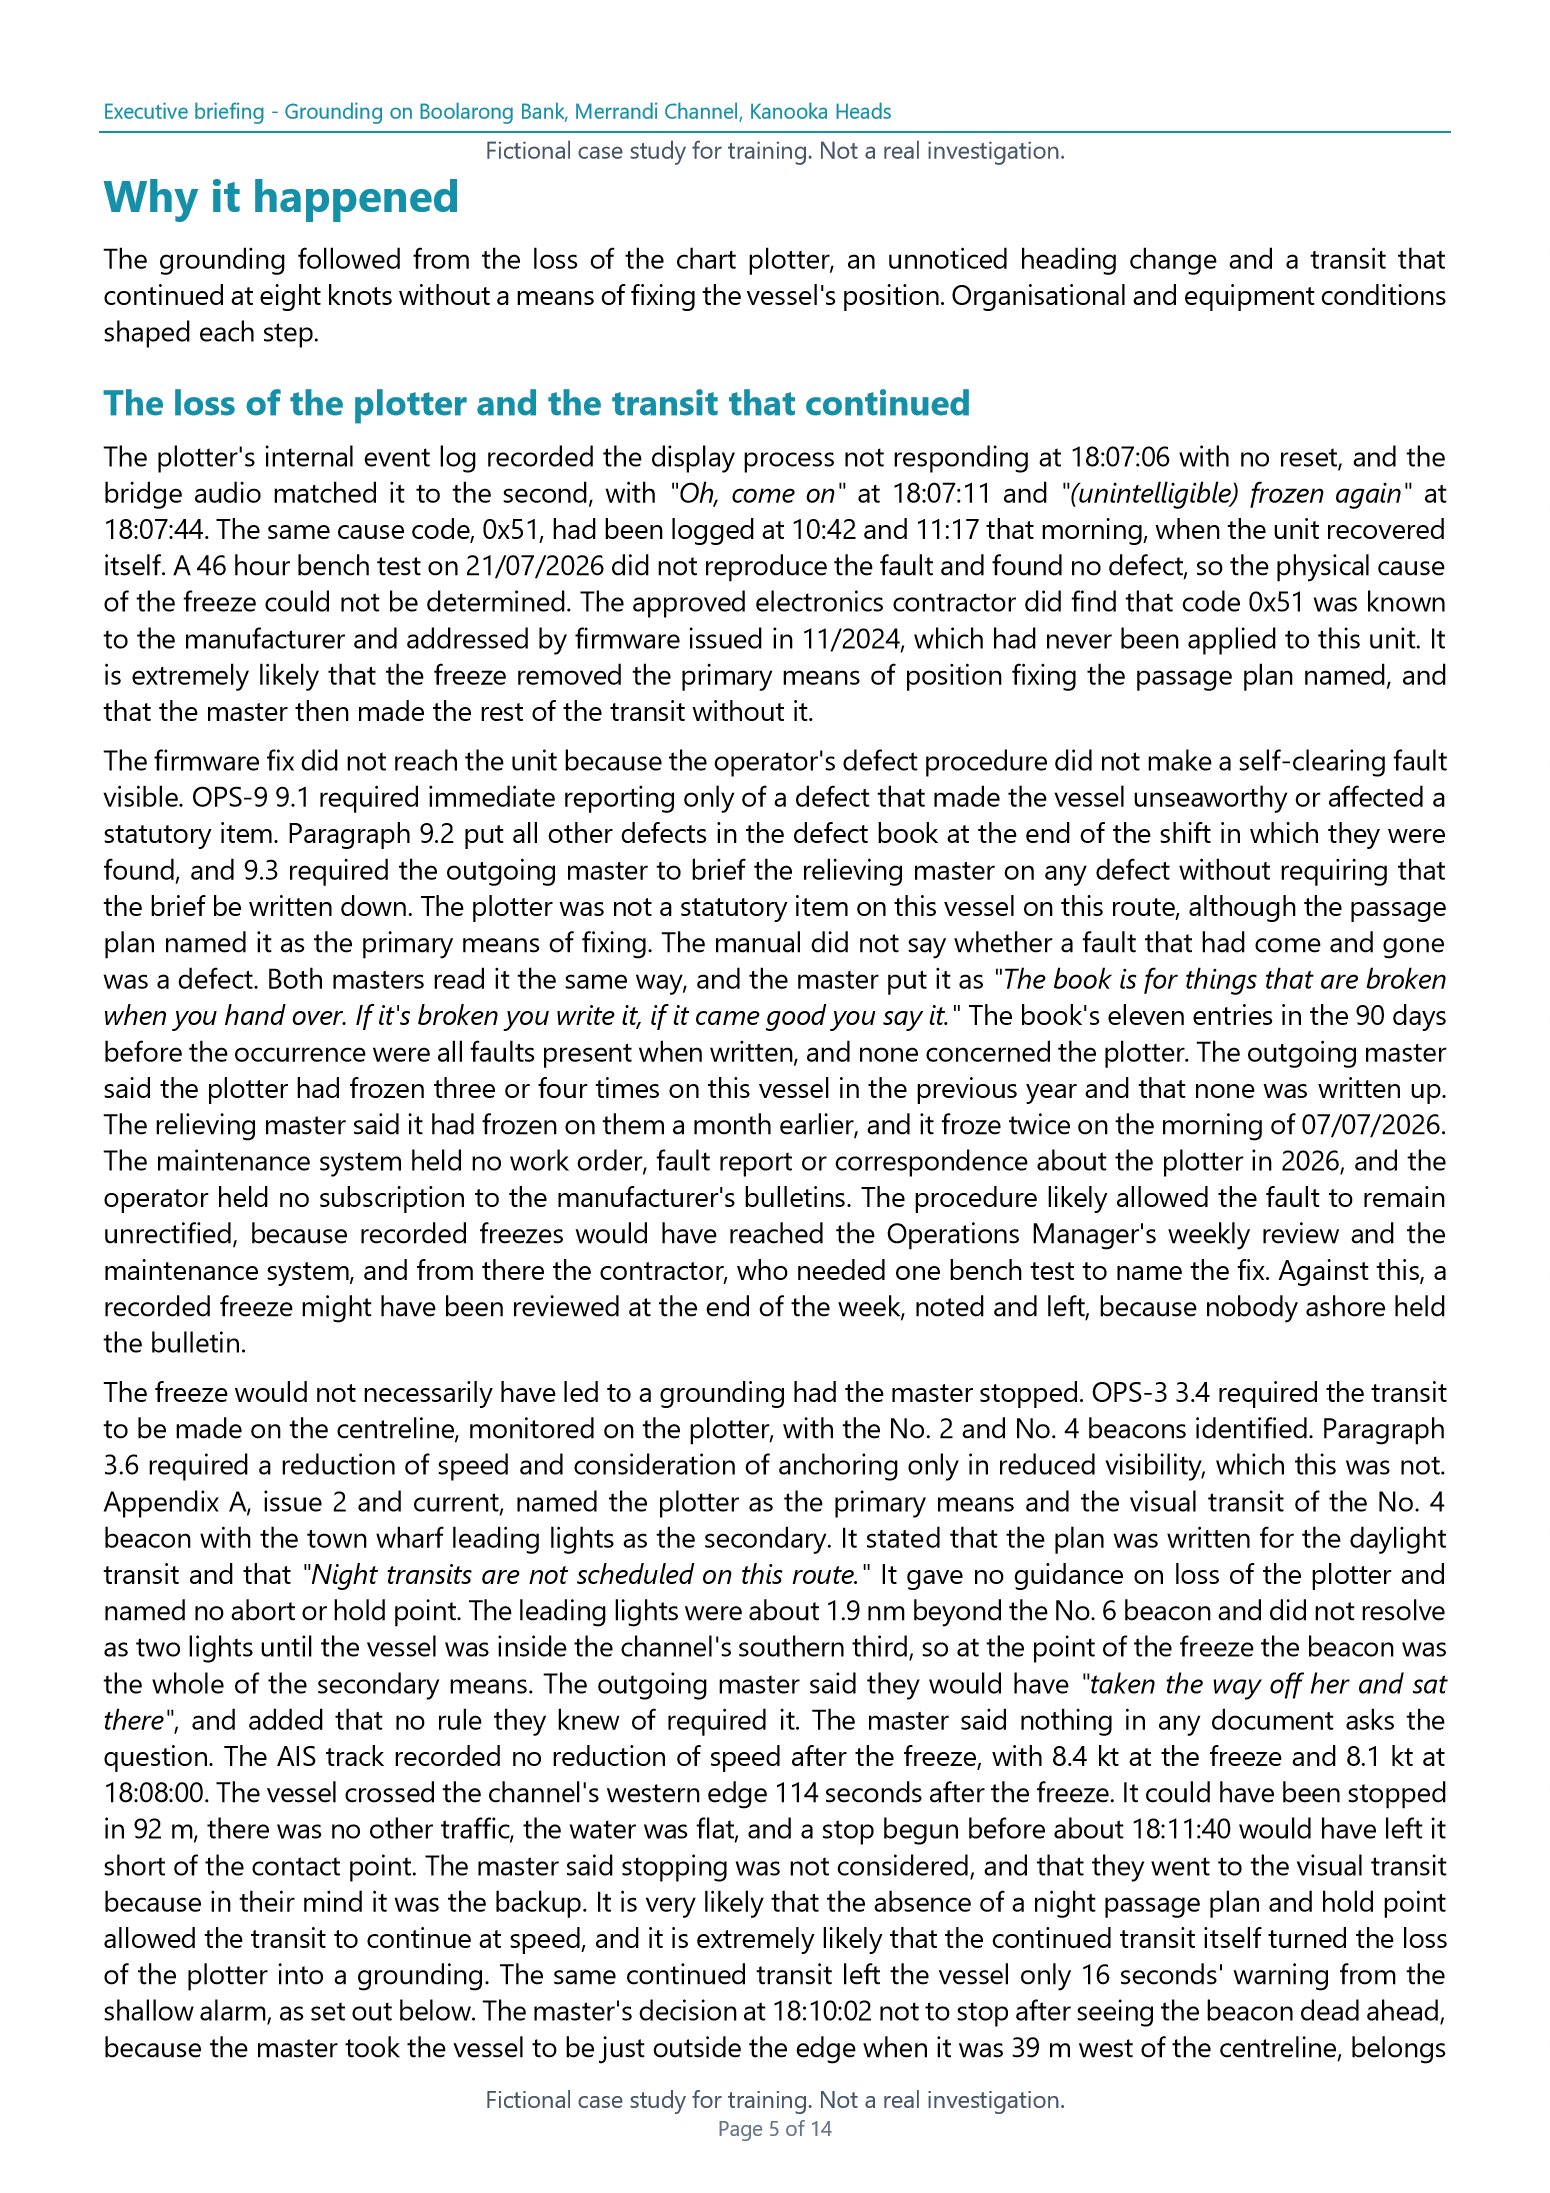 Executive briefing - Grounding on Boolarong Bank, Merrandi Channel, Kanooka Heads
Fictional case study for training. Not a real investigation.
Why it happened
The grounding followed from the loss of the chart plotter, an unnoticed heading change and a transit that
continued at eight knots without a means of fixing the vessel's position. Organisational and equipment conditions
shaped each step.
The loss of the plotter and the transit that continued
The plotter's internal event log recorded the display process not responding at 18:07:06 with no reset, and the
bridge audio matched it to the second, with "Oh, come on" at 18:07:11 and "(unintelligible) frozen again" at
18:07:44. The same cause code, 0x51, had been logged at 10:42 and 11:17 that morning, when the unit recovered
itself. A 46 hour bench test on 21/07/2026 did not reproduce the fault and found no defect, so the physical cause
of the freeze could not be determined. The approved electronics contractor did find that code 0x51 was known
to the manufacturer and addressed by firmware issued in 11/2024, which had never been applied to this unit. It
is extremely likely that the freeze removed the primary means of position fixing the passage plan named, and
that the master then made the rest of the transit without it.
The firmware fix did not reach the unit because the operator's defect procedure did not make a self-clearing fault
visible. OPS-9 9.1 required immediate reporting only of a defect that made the vessel unseaworthy or affected a
statutory item. Paragraph 9.2 put all other defects in the defect book at the end of the shift in which they were
found, and 9.3 required the outgoing master to brief the relieving master on any defect without requiring that
the brief be written down. The plotter was not a statutory item on this vessel on this route, although the passage
plan named it as the primary means of fixing. The manual did not say whether a fault that had come and gone
was a defect. Both masters read it the same way, and the master put it as "The book is for things that are broken
when you hand over. If it's broken you write it, if it came good you say it." The book's eleven entries in the 90 days
before the occurrence were all faults present when written, and none concerned the plotter. The outgoing master
said the plotter had frozen three or four times on this vessel in the previous year and that none was written up.
The relieving master said it had frozen on them a month earlier, and it froze twice on the morning of 07/07/2026.
The maintenance system held no work order, fault report or correspondence about the plotter in 2026, and the
operator held no subscription to the manufacturer's bulletins. The procedure likely allowed the fault to remain
unrectified, because recorded freezes would have reached the Operations Manager's weekly review and the
maintenance system, and from there the contractor, who needed one bench test to name the fix. Against this, a
recorded freeze might have been reviewed at the end of the week, noted and left, because nobody ashore held
the bulletin.
The freeze would not necessarily have led to a grounding had the master stopped. OPS-3 3.4 required the transit
to be made on the centreline, monitored on the plotter, with the No. 2 and No. 4 beacons identified. Paragraph
3.6 required a reduction of speed and consideration of anchoring only in reduced visibility, which this was not.
Appendix A, issue 2 and current, named the plotter as the primary means and the visual transit of the No. 4
beacon with the town wharf leading lights as the secondary. It stated that the plan was written for the daylight
transit and that "Night transits are not scheduled on this route." It gave no guidance on loss of the plotter and
named no abort or hold point. The leading lights were about 1.9 nm beyond the No. 6 beacon and did not resolve
as two lights until the vessel was inside the channel's southern third, so at the point of the freeze the beacon was
the whole of the secondary means. The outgoing master said they would have "taken the way off her and sat
there", and added that no rule they knew of required it. The master said nothing in any document asks the
question. The AIS track recorded no reduction of speed after the freeze, with 8.4 kt at the freeze and 8.1 kt at
18:08:00. The vessel crossed the channel's western edge 114 seconds after the freeze. It could have been stopped
in 92 m, there was no other traffic, the water was flat, and a stop begun before about 18:11:40 would have left it
short of the contact point. The master said stopping was not considered, and that they went to the visual transit
because in their mind it was the backup. It is very likely that the absence of a night passage plan and hold point
allowed the transit to continue at speed, and it is extremely likely that the continued transit itself turned the loss
of the plotter into a grounding. The same continued transit left the vessel only 16 seconds' warning from the
shallow alarm, as set out below. The master's decision at 18:10:02 not to stop after seeing the beacon dead ahead,
because the master took the vessel to be just outside the edge when it was 39 m west of the centreline, belongs
Fictional case study for training. Not a real investigation.
Page 5 of 14